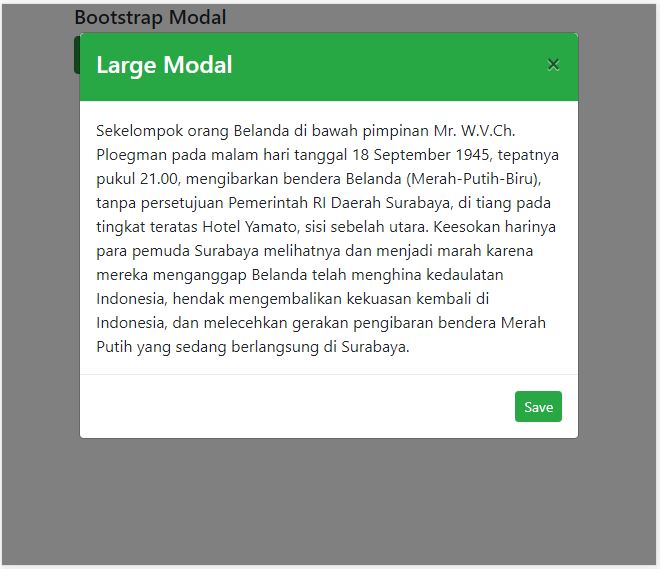 Bootstrap Modal
Large Modal
×
Sekelompok orang Belanda di bawah pimpinan Mr. W.V.Ch.
Ploegman pada malam hari tanggal 18 September 1945, tepatnya
pukul 21.00, mengibarkan bendera Belanda (Merah-Putih-Biru),
tanpa persetujuan Pemerintah RI Daerah Surabaya, di tiang pada
tingkat teratas Hotel Yamato, sisi sebelah utara. Keesokan harinya
para pemuda Surabaya melihatnya dan menjadi marah karena
mereka menganggap Belanda telah menghina kedaulatan
Indonesia, hendak mengembalikan kekuasan kembali di
Indonesia, dan melecehkan gerakan pengibaran bendera Merah
Putih yang sedang berlangsung di Surabaya.
Save